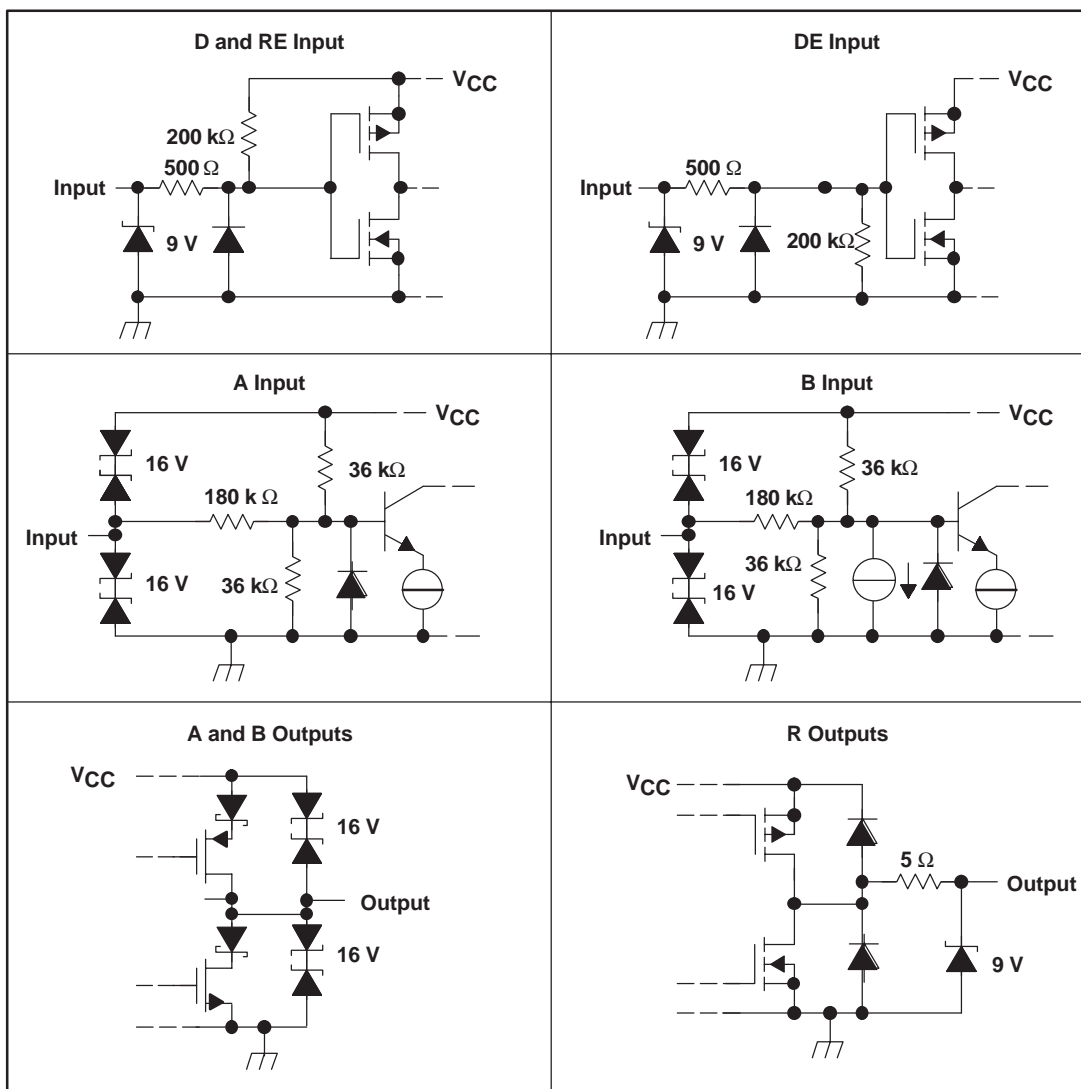 D and RE Input
VCC
200 kΩ
500 Ω
Input
9 V
DE Input
VCC
500 Ω
Input
9 V
200 kΩ
A Input
VCC
16 V
36 kΩ
180 k Ω
Input
16 V
36 kΩ
B Input
VCC
16 V
36 kΩ
180 kΩ
Input
36 kΩ
16 V
A and B Outputs
VCC
16 V
Output
16 V
R Outputs
VCC
5 Ω
Output
9 V